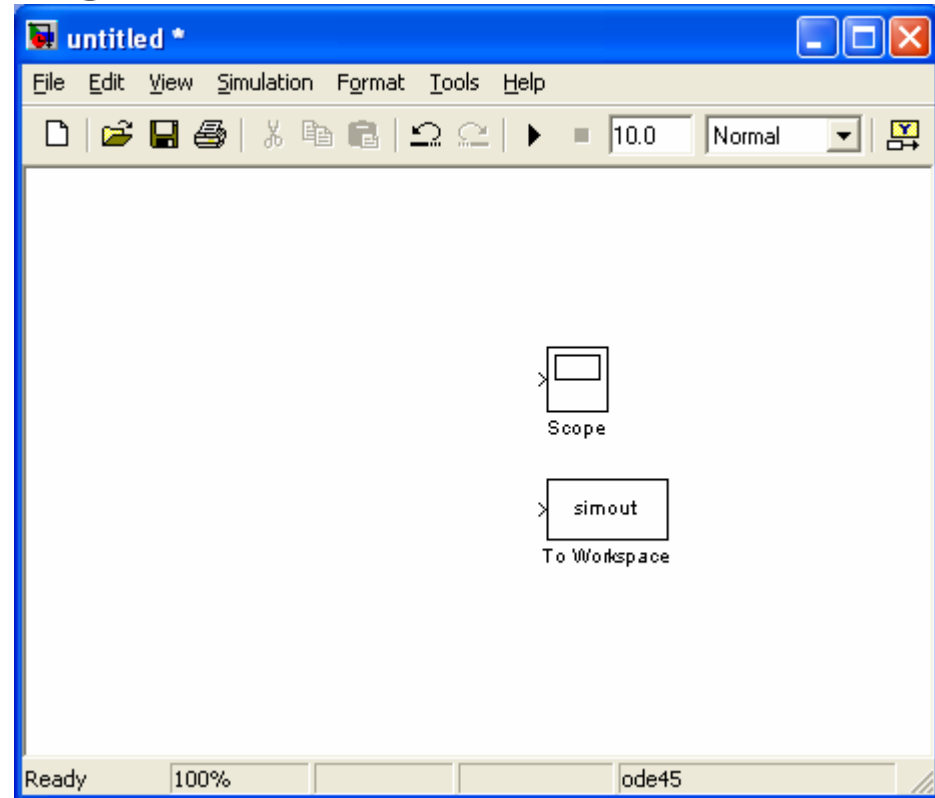 untitled *
File Edit View Simulation Format Tools Help
10.0 Normal
Scope
simout
To Workspace
Ready 100% ode45